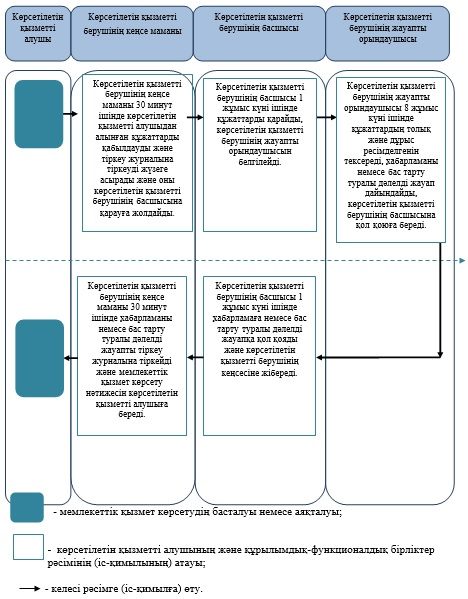 Көрсетілетін
қызметті
алушы
Көрсетілетін қызметті
берушінің кеңсе маманы
Көрсетілетін қызметті
берушінің басшысы
Көрсетілетін қызметті
берушінің жауапты
орындаушысы
Көрсетілетін қызметті
берушінің кеңсе
маманы 30 минут
ішінде көрсетілетін
қызметті алушыдан
алынған құжаттарды
қабылдауды және
тіркеу журналына
тіркеуді жүзеге
асырады және оны
көрсетілетін қызметті
берушінің басшысына
қарауға жолдайды.
Көрсетілетін қызметті
берушінің басшысы 1
жұмыс күні ішінде
құжаттарды қарайды,
көрсетілетін қызметті
берушінің жауапты
орындаушысын
белгілейді.
Көрсетілетін қызметті
берушінің жауапты
орындаушысы 8 жұмыс
күні ішінде
құжаттардың толық
және дұрыс
ресімделгенін
тексереді, хабарламаны
немесе бас тарту
туралы дәлелді жауап
дайындайды,
көрсетілетін қызметті
берушінің басшысына
қол қоюға береді.
Көрсетілетін қызметті
берушінің кеңсе
маманы 30 минут
ішінде хабарламаны
немесе бас тарту
туралы дәлелді
жауапты тіркеу
журналына тіркейді
және мемлекеттік
қызмет көрсету
нәтижесін көрсетілетін
қызметті алушыға
береді.
Көрсетілетін қызметті
берушінің басшысы 1
жұмыс күні ішінде
хабарламаға немесе бас
тарту туралы дәлелді
жауапқа қол қояды
және көрсетілетін
қызметті берушінің
кеңсесіне жібереді.
- мемлекеттік қызмет көрсетудің басталуы немесе аяқталуы;
- көрсетілетін қызметті алушының және құрылымдық-функционалдық бірліктер
рәсімінің (іс-қимылының) атауы;
- келесі рәсімге (іс-қимылға) өту.